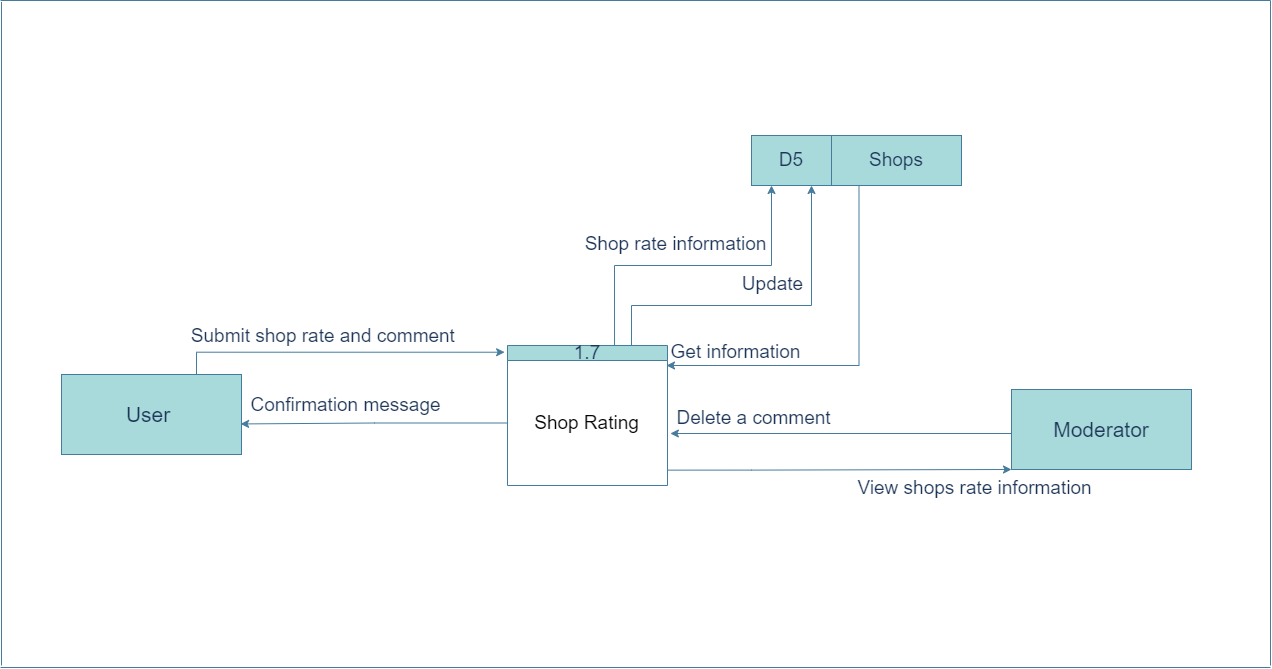 D5 Shops
Shop rate information
Update
Submit shop rate and comment
1.7
Get information
User
Confirmation message
Shop Rating
Delete a comment
Moderator
View shops rate information